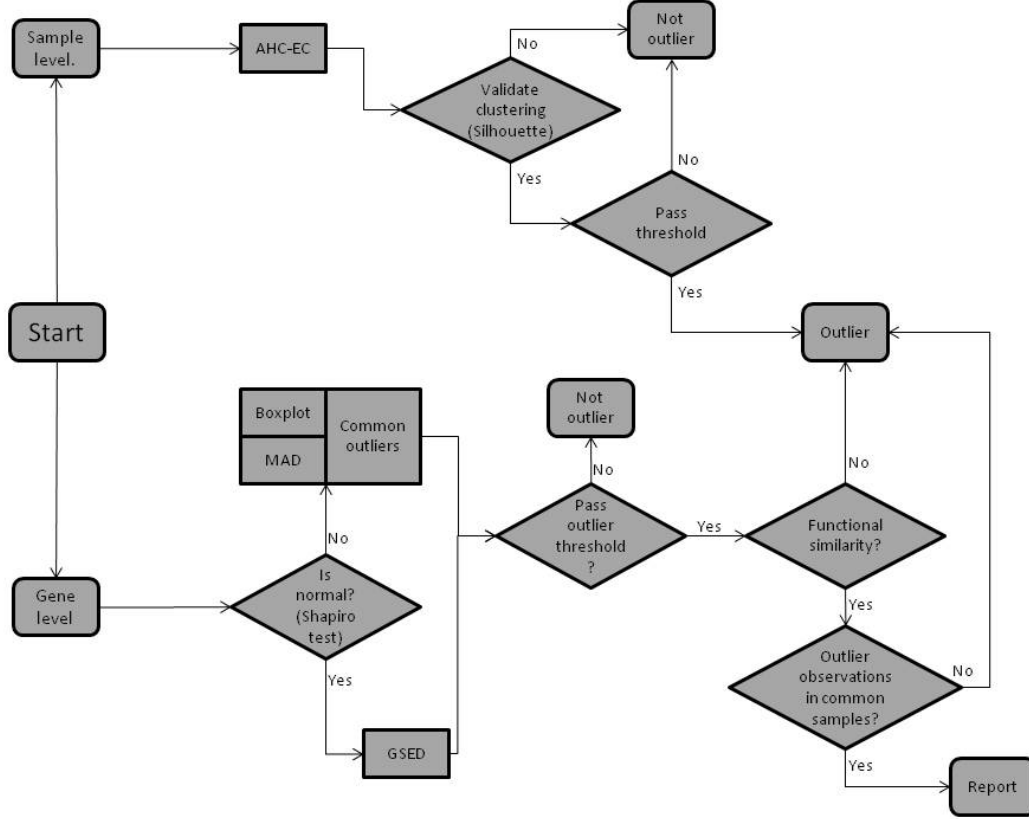 Sample
level.
AHC-EC
No
Not
outlier
Validate
clustering
(Silhouette)
Yes
No
Pass
threshold
Yes
Start
Outlier
Boxplot
MAD
Common
outliers
Not
outlier
No
No
Pass
outlier
threshold
?
Yes
Functional
similarity?
No
Gene
level
Is
normal?
(Shapiro
test)
Yes
Yes
Outlier
observations
in common
samples?
No
GSED
Yes
Report